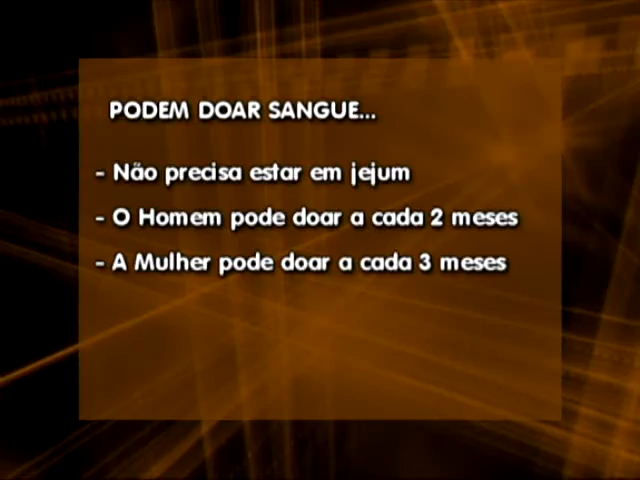 PODEM DOAR SANGUE...
- Não precisa estar em jejum
- O Homem pode doar a cada 2 meses
- A Mulher pode doar a cada 3 meses